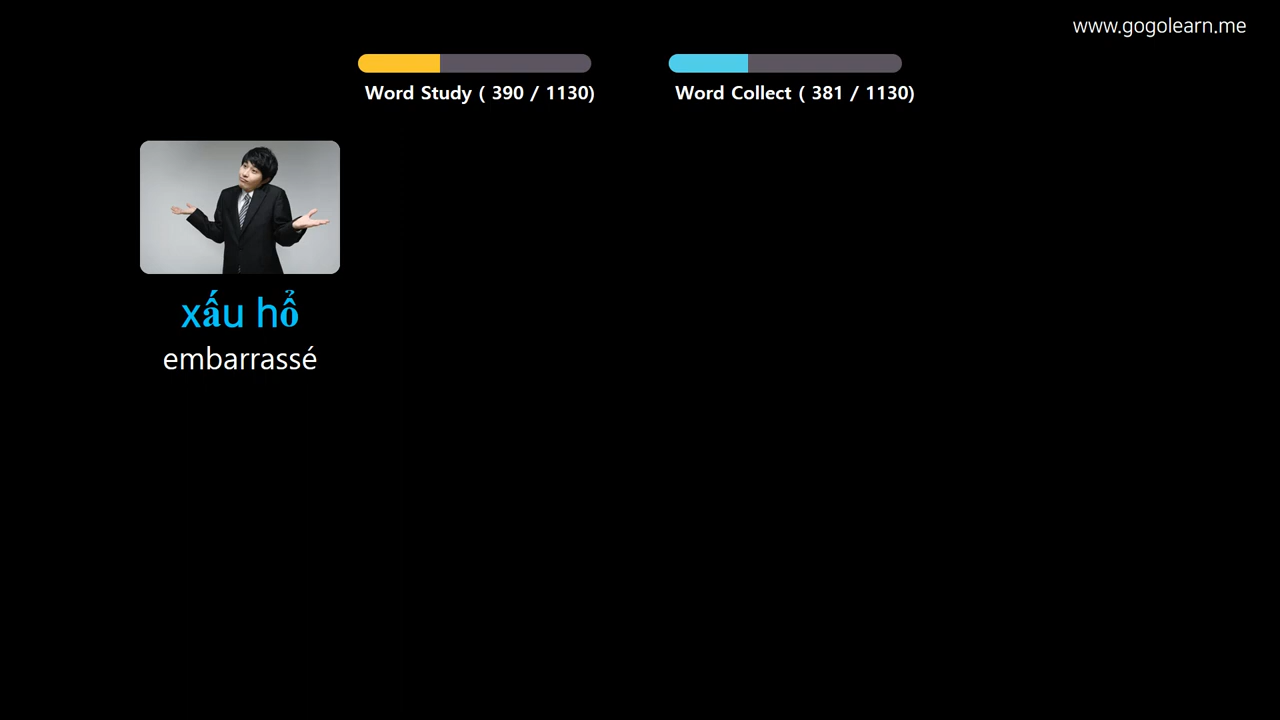 www.gogolearn.me
Word Study ( 390 / 1130)
Word Collect ( 381 / 1130)
xấu hổ
embarrassé